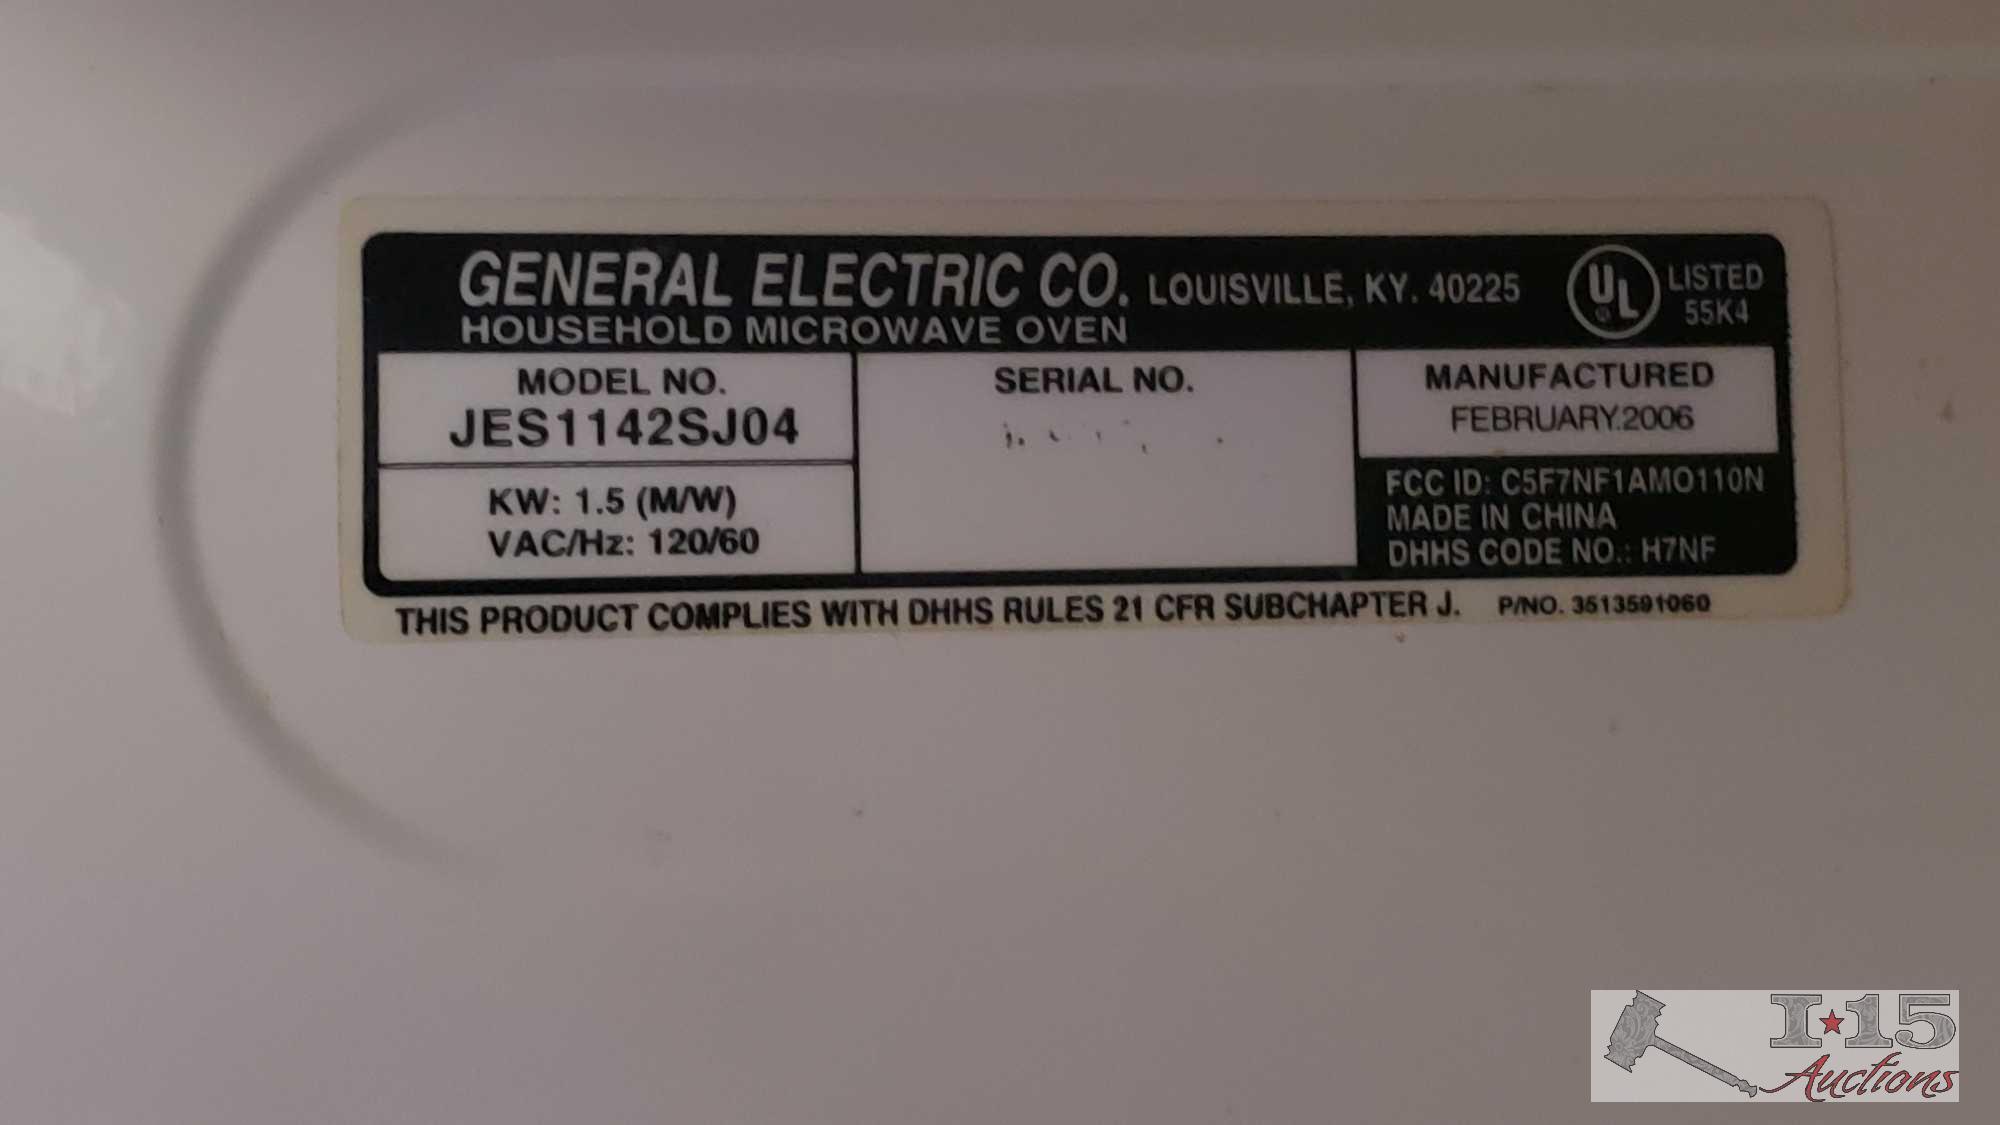 GENERAL ELECTRIC CO. LOUISVILLE, KY. 40225
HOUSEHOLD MICROWAVE OVEN
UL LISTED
55K4
MODEL NO.
JES1142SJ04
KW: 1.5 (M/W)
VAC/Hz: 120/60
SERIAL NO.
MANUFACTURED
FEBRUARY.2006
FCC ID: C5F7NF1AMO110N
MADE IN CHINA
DHHS CODE NO.: H7NF
THIS PRODUCT COMPLIES WITH DHHS RULES 21 CFR SUBCHAPTER J. P/NO. 3513591060
I★15
Auctions